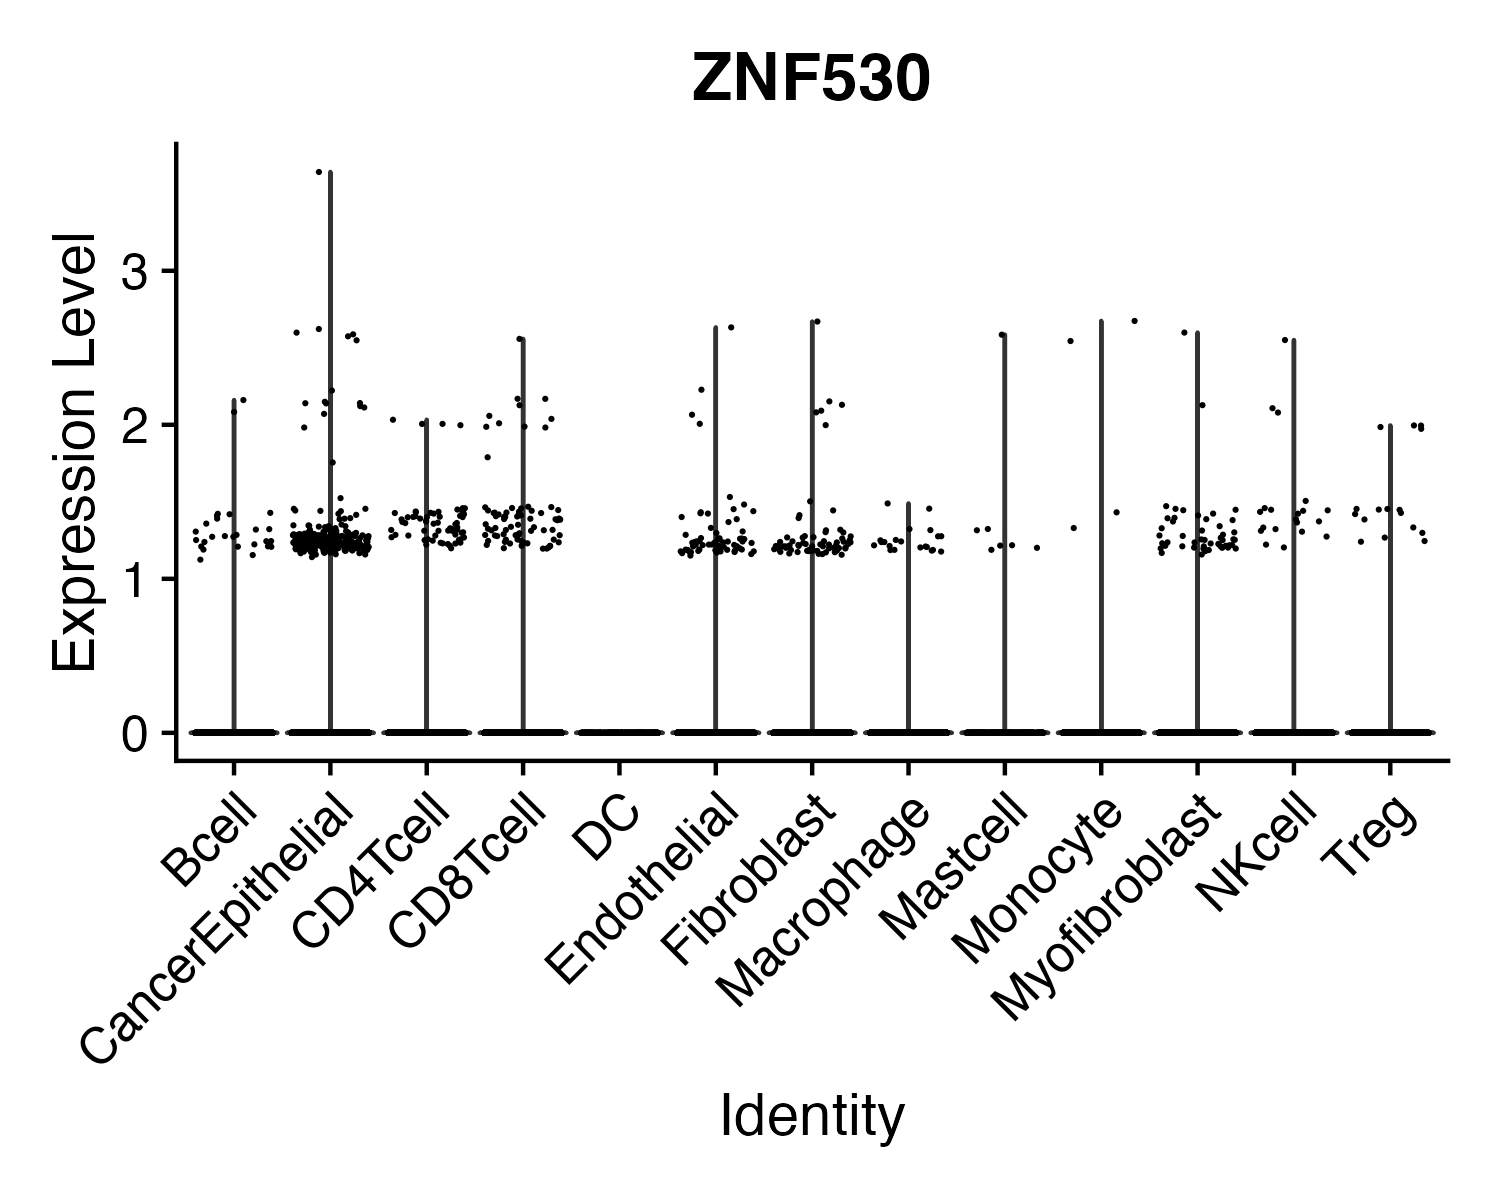 ZNF530
Expression Level
3
2
1
0
Bcell
CancerEpithelial
CD4Tcell
CD8Tcell
DC
Endothelial
Fibroblast
Macrophage
Mastcell
Monocyte
Myofibroblast
NKcell
Treg
Identity